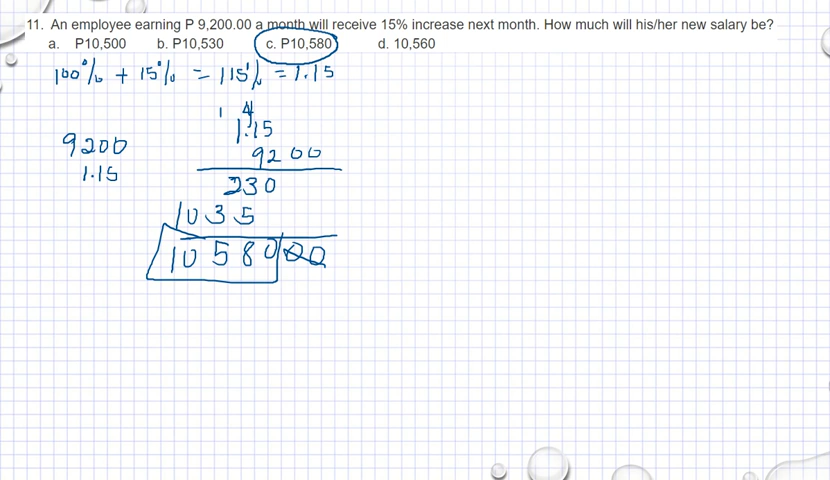 11. An employee earning P 9,200.00 a month will receive 15% increase next month. How much will his/her new salary be?
a. P10,500 b. P10,530 c. P10,580 d. 10,560
100% + 15% = 115% = 1.15
1 4
1.15
9200
9200
1.15
230
1035
1058000